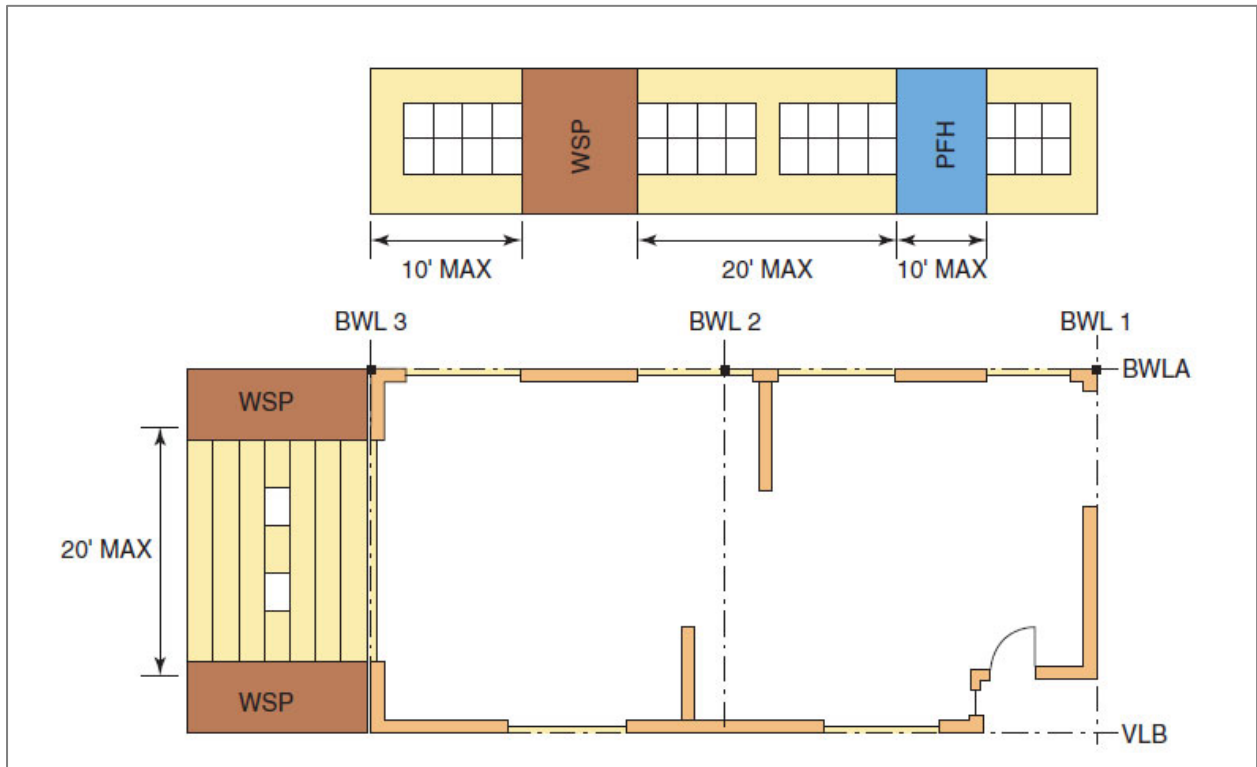 WSP
PFH
10' MAX
20' MAX
10' MAX
BWL 3
BWL 2
BWL 1
BWLA
WSP
20' MAX
WSP
VLB